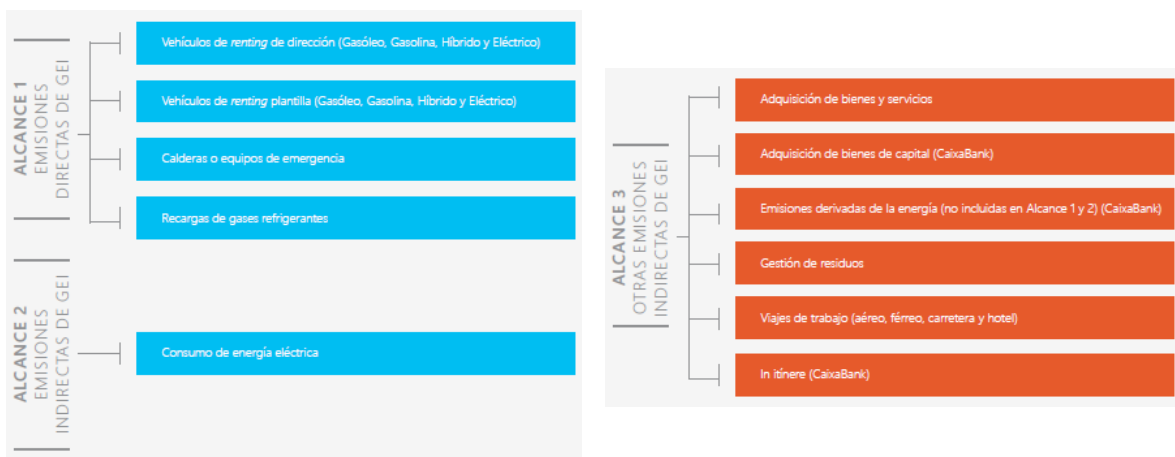 ALCANCE 1
EMISIONES
DIRECTAS DE GEI
Vehículos de renting de dirección (Gasóleo, Gasolina, Híbrido y Eléctrico)
Vehículos de renting plantilla (Gasóleo, Gasolina, Híbrido y Eléctrico)
Calderas o equipos de emergencia
Recargas de gases refrigerantes
ALCANCE 2
EMISIONES
INDIRECTAS DE GEI
Consumo de energía eléctrica
ALCANCE 3
OTRAS EMISIONES
INDIRECTAS DE GEI
Adquisición de bienes y servicios
Adquisición de bienes de capital (CaixaBank)
Emisiones derivadas de la energía (no incluidas en Alcance 1 y 2) (CaixaBank)
Gestión de residuos
Viajes de trabajo (aéreo, férreo, carretera y hotel)
In itínere (CaixaBank)